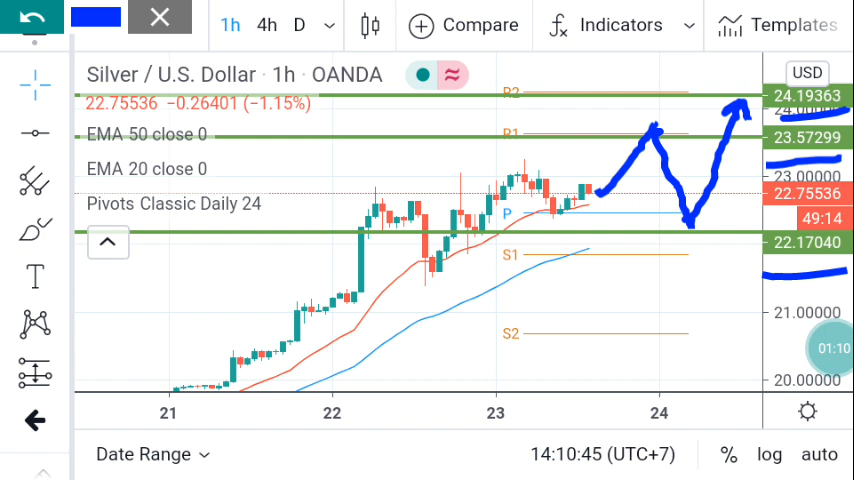 1h 4h D Compare Indicators Templates
Silver / U.S. Dollar · 1h · OANDA
USD
22.75536 −0.26401 (−1.15%)
R2
24.19363
24.00000
EMA 50 close 0
R1
23.57299
EMA 20 close 0
23.00000
Pivots Classic Daily 24
22.75536
P
49:14
22.17040
S1
21.00000
S2
01:10
20.00000
21 22 23 24
Date Range 14:10:45 (UTC+7) % log auto